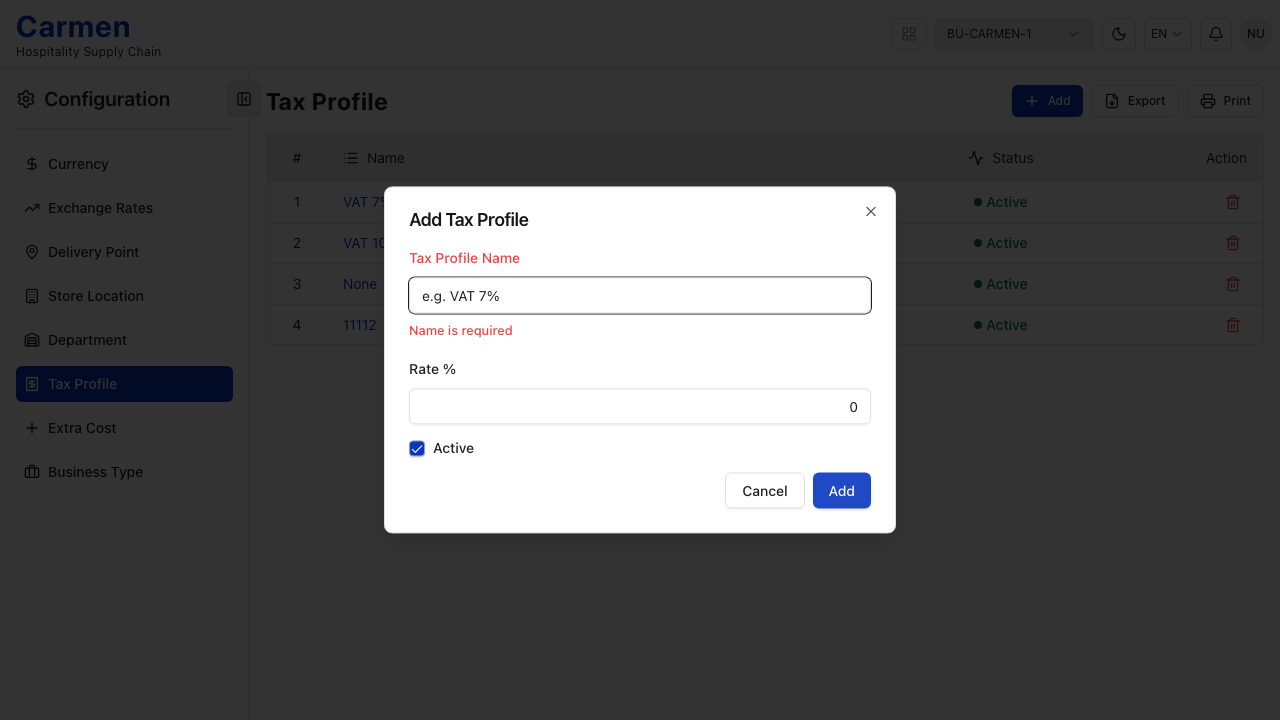 Carmen
Hospitality Supply Chain
BU-CARMEN-1
EN
NU
Configuration
Tax Profile
Add
Export
Print
Currency
Exchange Rates
Delivery Point
Store Location
Department
Tax Profile
Extra Cost
Business Type
# Name Status Action
1 VAT 7% Active
2 VAT 10 Active
3 None Active
4 11112 Active
Add Tax Profile
Tax Profile Name
e.g. VAT 7%
Name is required
Rate %
0
Active
Cancel
Add